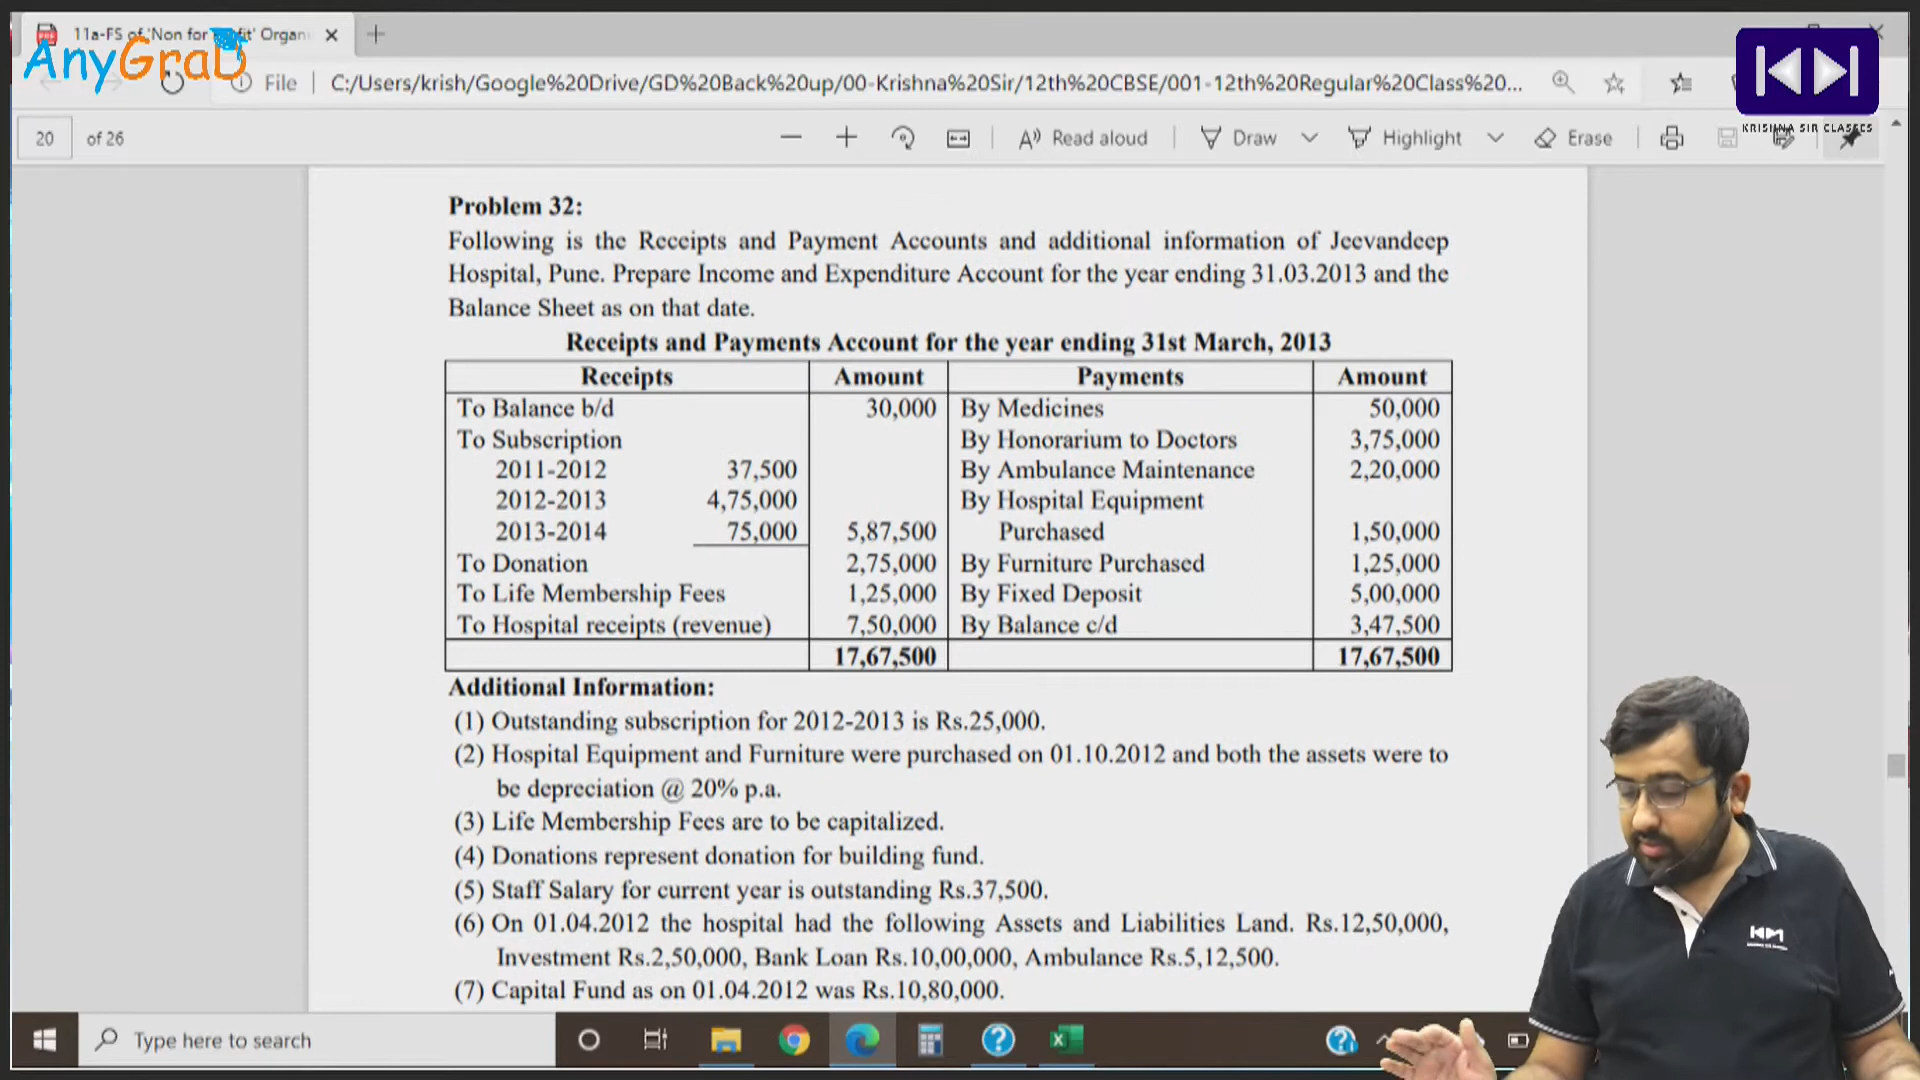 11a-FS of 'Non for Profit' Organi
AnyGraD
File
C:/Users/krish/Google%20Drive/GD%20Back%20up/00-Krishna%20Sir/12th%20CBSE/001-12th%20Regular%20Class%20...
KRISHNA SIR CLASSES
20 of 26
Read aloud
Draw
Highlight
Erase
Problem 32:
Following is the Receipts and Payment Accounts and additional information of Jeevandeep
Hospital, Pune. Prepare Income and Expenditure Account for the year ending 31.03.2013 and the
Balance Sheet as on that date.
Receipts and Payments Account for the year ending 31st March, 2013
Receipts Amount Payments Amount
To Balance b/d 30,000 By Medicines 50,000
To Subscription By Honorarium to Doctors 3,75,000
2011-2012 37,500 By Ambulance Maintenance 2,20,000
2012-2013 4,75,000 By Hospital Equipment
2013-2014 75,000 5,87,500 Purchased 1,50,000
To Donation 2,75,000 By Furniture Purchased 1,25,000
To Life Membership Fees 1,25,000 By Fixed Deposit 5,00,000
To Hospital receipts (revenue) 7,50,000 By Balance c/d 3,47,500
17,67,500 17,67,500
Additional Information:
(1) Outstanding subscription for 2012-2013 is Rs.25,000.
(2) Hospital Equipment and Furniture were purchased on 01.10.2012 and both the assets were to
be depreciation @ 20% p.a.
(3) Life Membership Fees are to be capitalized.
(4) Donations represent donation for building fund.
(5) Staff Salary for current year is outstanding Rs.37,500.
(6) On 01.04.2012 the hospital had the following Assets and Liabilities Land. Rs.12,50,000,
Investment Rs.2,50,000, Bank Loan Rs.10,00,000, Ambulance Rs.5,12,500.
(7) Capital Fund as on 01.04.2012 was Rs.10,80,000.
Type here to search